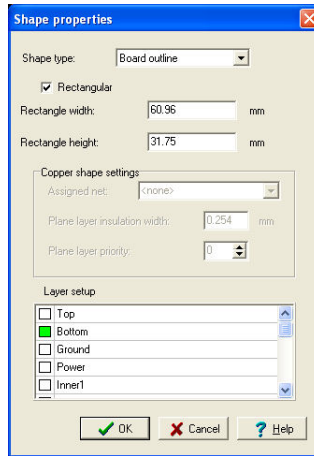 Shape properties
Shape type: Board outline
Rectangular
Rectangle width: 60.96 mm
Rectangle height: 31.75 mm
Copper shape settings
Assigned net: <none>
Plane layer insulation width: 0.254 mm
Plane layer priority: 0
Layer setup
Top
Bottom
Ground
Power
Inner1
OK Cancel ? Help